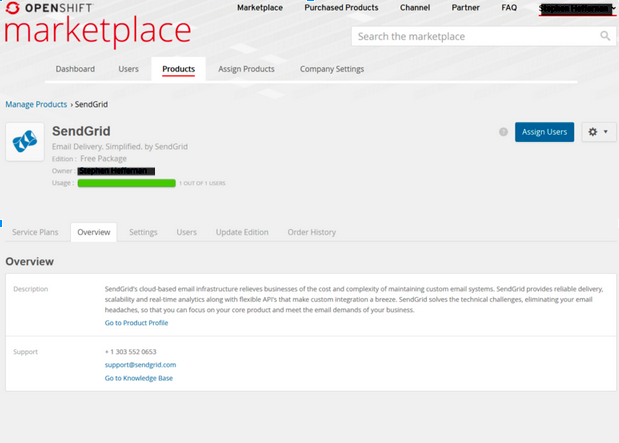 OPENSHIFT
marketplace
Marketplace Purchased Products Channel Partner FAQ
Search the marketplace
Dashboard Users Products Assign Products Company Settings
Manage Products › SendGrid
SendGrid
Email Delivery. Simplified. by SendGrid
Edition : Free Package
Owner :
Usage : 1 OUT OF 1 USERS
? Assign Users
Service Plans Overview Settings Users Update Edition Order History
Overview
Description
SendGrid's cloud-based email infrastructure relieves businesses of the cost and complexity of maintaining custom email systems. SendGrid provides reliable delivery,
scalability and real-time analytics along with flexible API's that make custom integration a breeze. SendGrid solves the technical challenges, eliminating your email
headaches, so that you can focus on your core product and meet the email demands of your business.
Go to Product Profile
Support
+ 1 303 552 0653
support@sendgrid.com
Go to Knowledge Base